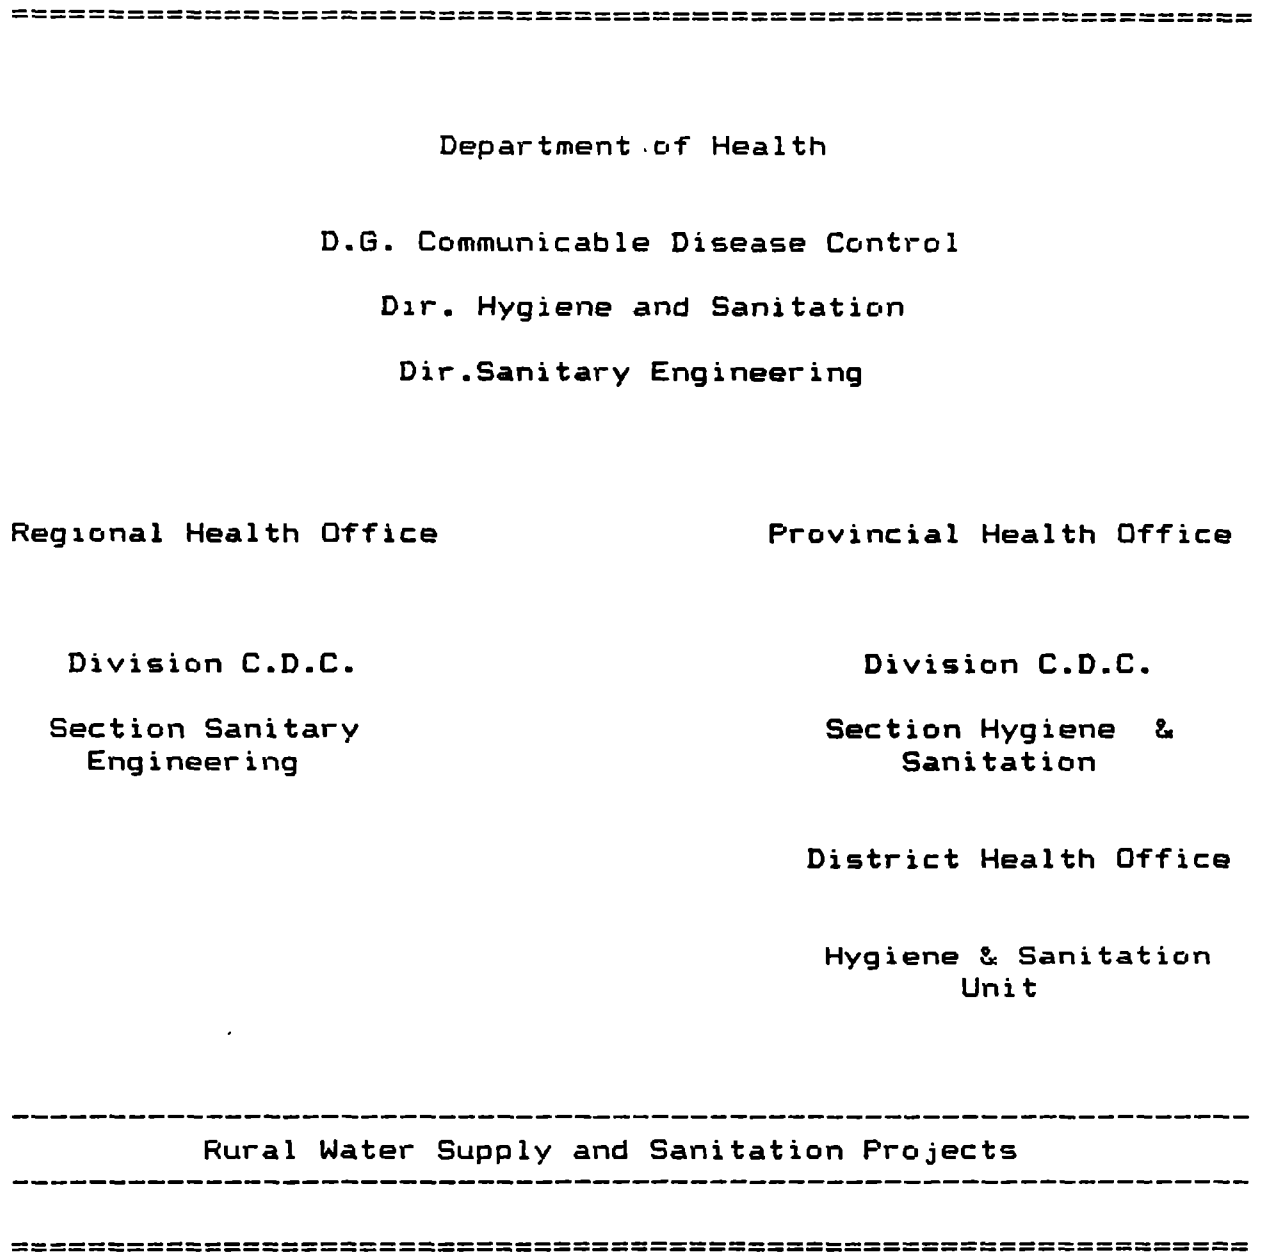 Department of Health
D.G. Communicable Disease Control
Dir. Hygiene and Sanitation
Dir.Sanitary Engineering
Regional Health Office
Provincial Health Office
Division C.D.C.
Section Sanitary
Engineering
Division C.D.C.
Section Hygiene &
Sanitation
District Health Office
Hygiene & Sanitation
Unit
Rural Water Supply and Sanitation Projects